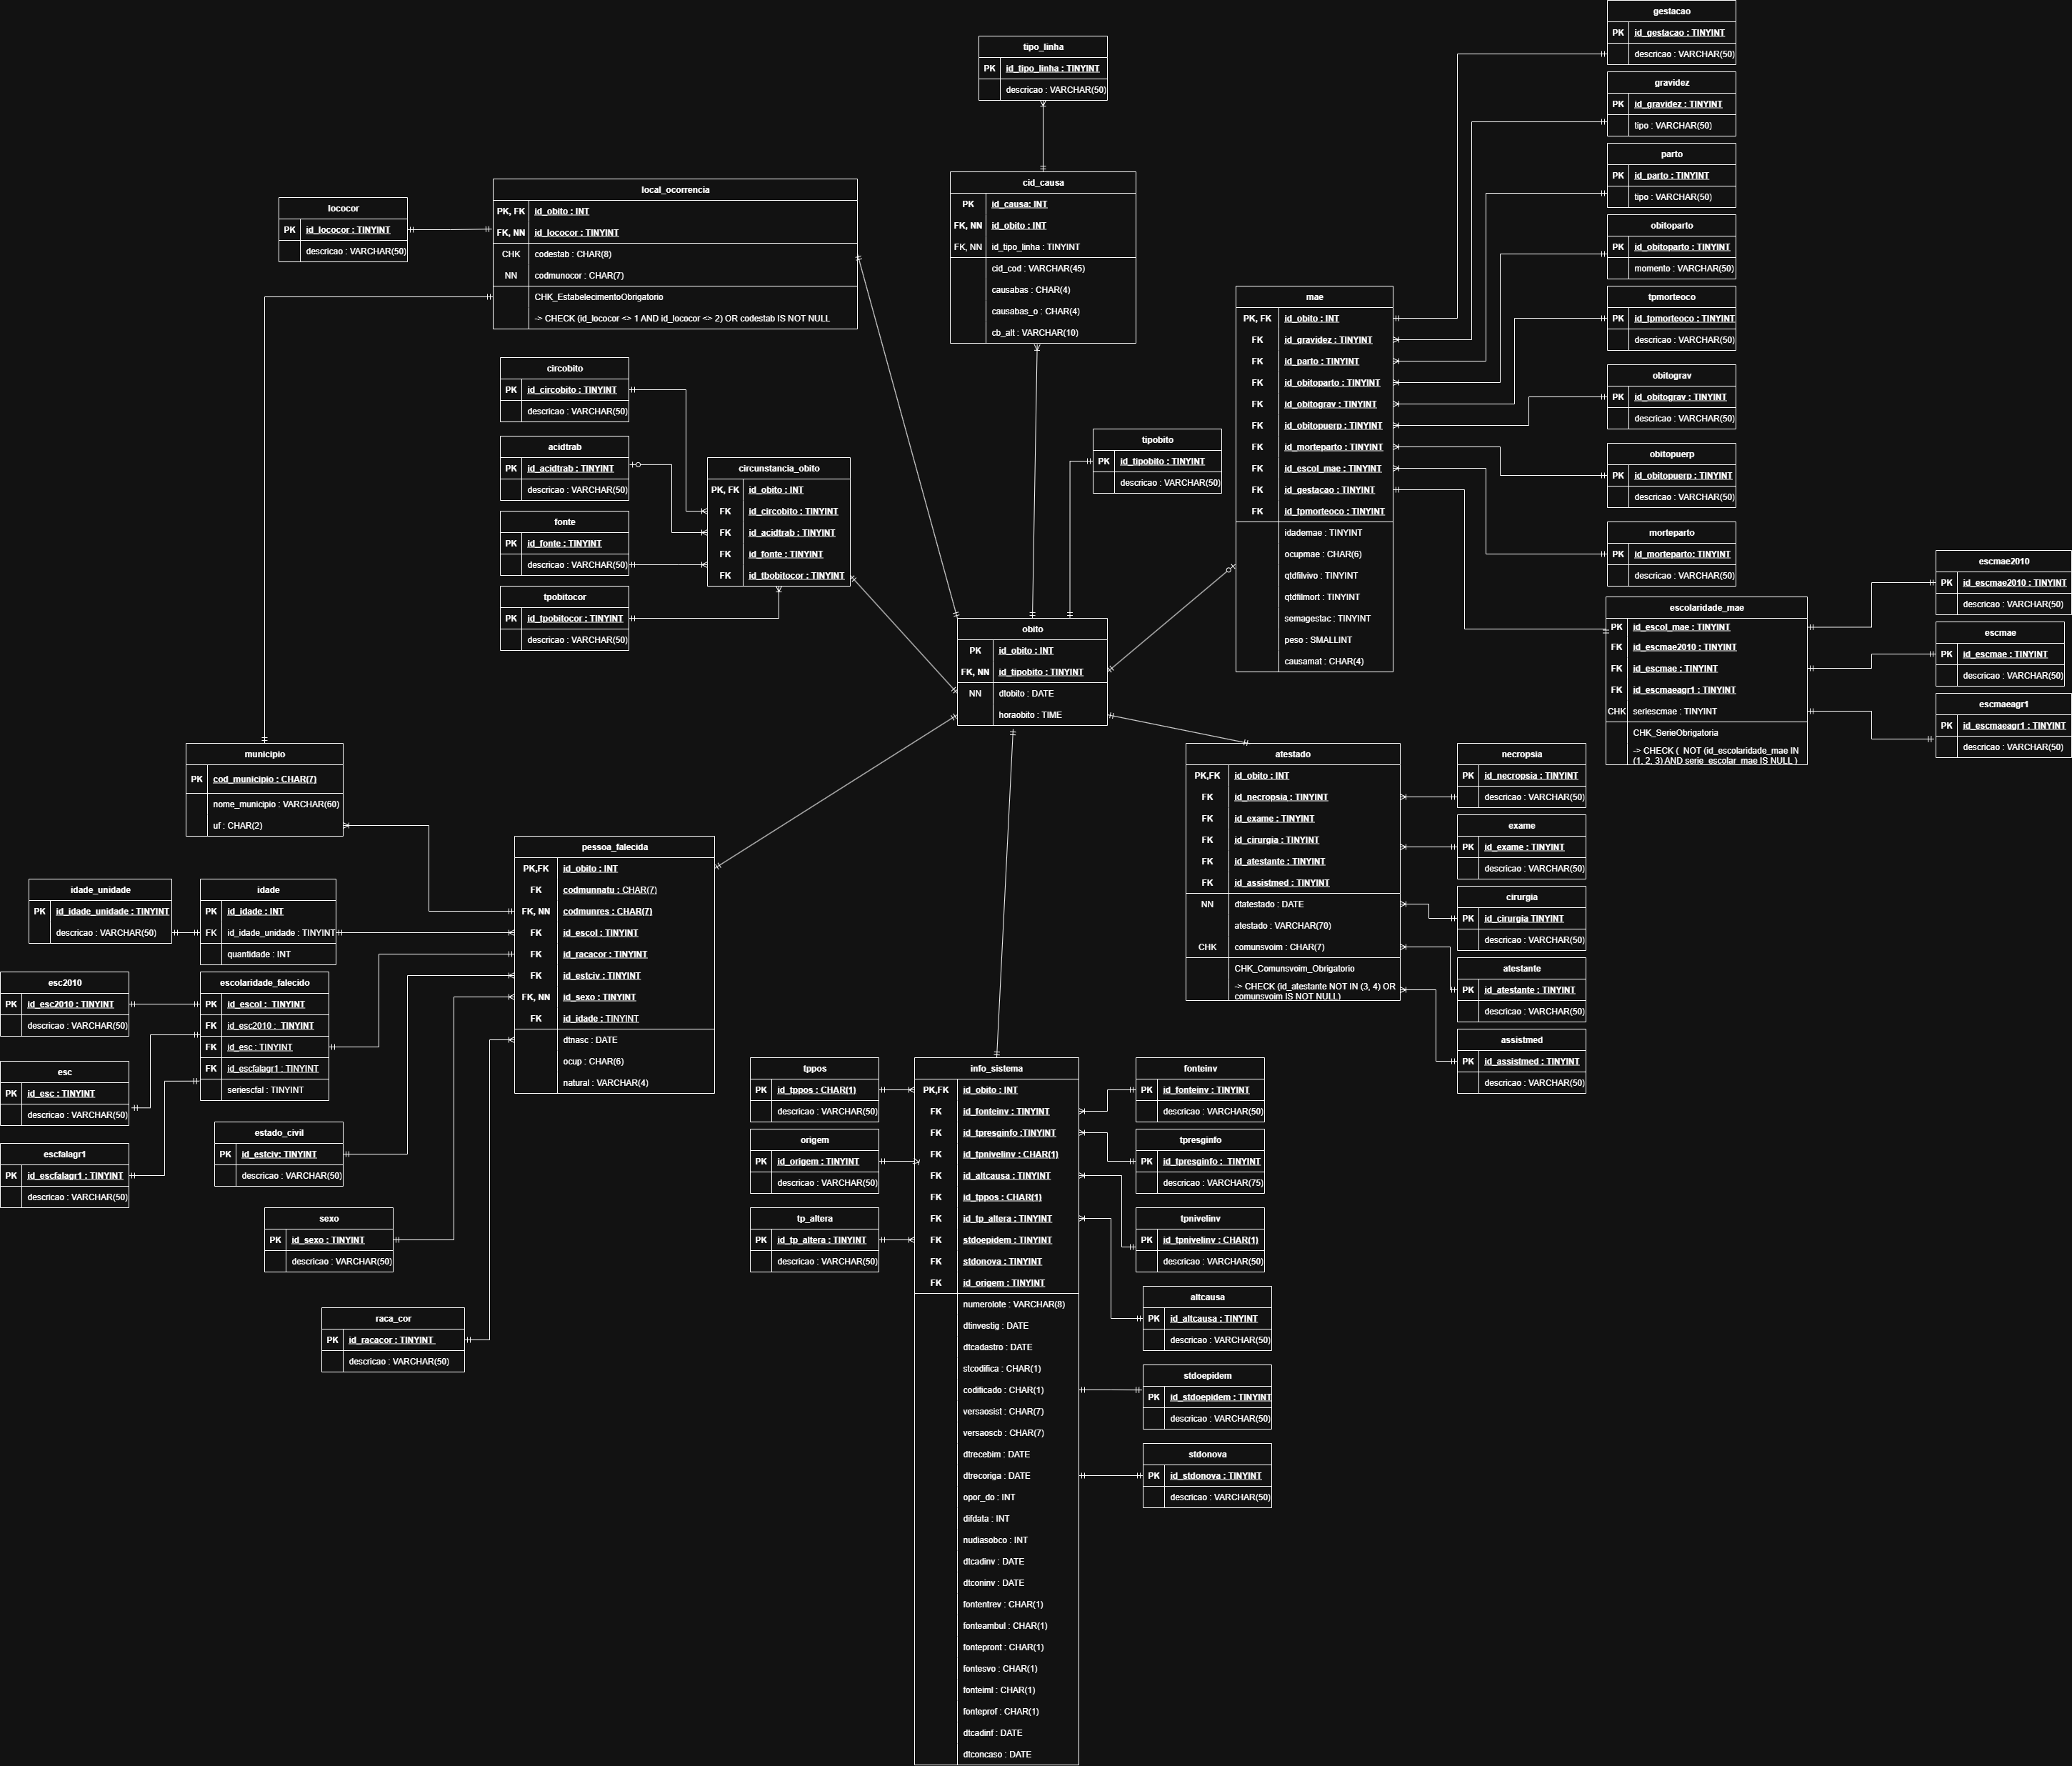 gestacao
PK id_gestacao : TINYINT
descricao : VARCHAR(50)
gravidez
PK id_gravidez : TINYINT
tipo : VARCHAR(50)
parto
PK id_parto : TINYINT
tipo : VARCHAR(50)
obitoparto
PK id_obitoparto : TINYINT
momento : VARCHAR(50)
tpmorteoco
PK id_tpmorteoco : TINYINT
descricao : VARCHAR(50)
obitograv
PK id_obitograv : TINYINT
descricao : VARCHAR(50)
obitopuerp
PK id_obitopuerp : TINYINT
descricao : VARCHAR(50)
morteparto
PK id_morteparto: TINYINT
descricao : VARCHAR(50)
tipo_linha
PK id_tipo_linha : TINYINT
descricao : VARCHAR(50)
cid_causa
PK id_causa: INT
FK, NN id_obito : INT
FK, NN id_tipo_linha : TINYINT
cid_cod : VARCHAR(45)
causabas : CHAR(4)
causabas_o : CHAR(4)
cb_alt : VARCHAR(10)
local_ocorrencia
PK, FK id_obito : INT
FK, NN id_lococor : TINYINT
CHK codestab : CHAR(8)
NN codmunocor : CHAR(7)
CHK_EstabelecimentoObrigatorio
-> CHECK (id_lococor <> 1 AND id_lococor <> 2) OR codestab IS NOT NULL
lococor
PK id_lococor : TINYINT
descricao : VARCHAR(50)
mae
PK, FK id_obito : INT
FK id_gravidez : TINYINT
FK id_parto : TINYINT
FK id_obitoparto : TINYINT
FK id_obitograv : TINYINT
FK id_obitopuerp : TINYINT
FK id_morteparto : TINYINT
FK id_escol_mae : TINYINT
FK id_gestacao : TINYINT
FK id_tpmorteoco : TINYINT
idademae : TINYINT
ocupmae : CHAR(6)
qtdfilvivo : TINYINT
qtdfilmort : TINYINT
semagestac : TINYINT
peso : SMALLINT
causamat : CHAR(4)
circobito
PK id_circobito : TINYINT
descricao : VARCHAR(50)
acidtrab
PK id_acidtrab : TINYINT
descricao : VARCHAR(50)
fonte
PK id_fonte : TINYINT
descricao : VARCHAR(50)
tpobitocor
PK id_tpobitocor : TINYINT
descricao : VARCHAR(50)
circunstancia_obito
PK, FK id_obito : INT
FK id_circobito : TINYINT
FK id_acidtrab : TINYINT
FK id_fonte : TINYINT
FK id_tbobitocor : TINYINT
tipobito
PK id_tipobito : TINYINT
descricao : VARCHAR(50)
obito
PK id_obito : INT
FK, NN id_tipobito : TINYINT
NN dtobito : DATE
horaobito : TIME
escolaridade_mae
PK id_escol_mae : TINYINT
FK id_escmae2010 : TINYINT
FK id_escmae : TINYINT
FK id_escmaeagr1 : TINYINT
CHK seriescmae : TINYINT
CHK_SerieObrigatoria
-> CHECK ( NOT (id_escolaridade_mae IN
(1, 2, 3) AND serie_escolar_mae IS NULL )
escmae2010
PK id_escmae2010 : TINYINT
descricao : VARCHAR(50)
escmae
PK id_escmae : TINYINT
descricao : VARCHAR(50)
escmaeagr1
PK id_escmaeagr1 : TINYINT
descricao : VARCHAR(50)
municipio
PK cod_municipio : CHAR(7)
nome_municipio : VARCHAR(60)
uf : CHAR(2)
atestado
PK,FK id_obito : INT
FK id_necropsia : TINYINT
FK id_exame : TINYINT
FK id_cirurgia : TINYINT
FK id_atestante : TINYINT
FK id_assistmed : TINYINT
NN dtatestado : DATE
atestado : VARCHAR(70)
CHK comunsvoim : CHAR(7)
CHK_Comunsvoim_Obrigatorio
-> CHECK (id_atestante NOT IN (3, 4) OR
comunsvoim IS NOT NULL)
necropsia
PK id_necropsia : TINYINT
descricao : VARCHAR(50)
exame
PK id_exame : TINYINT
descricao : VARCHAR(50)
cirurgia
PK id_cirurgia TINYINT
descricao : VARCHAR(50)
atestante
PK id_atestante : TINYINT
descricao : VARCHAR(50)
assistmed
PK id_assistmed : TINYINT
descricao : VARCHAR(50)
pessoa_falecida
PK,FK id_obito : INT
FK codmunnatu : CHAR(7)
FK, NN codmunres : CHAR(7)
FK id_escol : TINYINT
FK id_racacor : TINYINT
FK id_estciv : TINYINT
FK, NN id_sexo : TINYINT
FK id_idade : TINYINT
dtnasc : DATE
ocup : CHAR(6)
natural : VARCHAR(4)
idade_unidade
PK id_idade_unidade : TINYINT
descricao : VARCHAR(50)
idade
PK id_idade : INT
FK id_idade_unidade : TINYINT
quantidade : INT
esc2010
PK id_esc2010 : TINYINT
descricao : VARCHAR(50)
escolaridade_falecido
PK id_escol : TINYINT
FK id_esc2010 : TINYINT
FK id_esc : TINYINT
FK id_escfalagr1 : TINYINT
seriescfal : TINYINT
esc
PK id_esc : TINYINT
descricao : VARCHAR(50)
escfalagr1
PK id_escfalagr1 : TINYINT
descricao : VARCHAR(50)
estado_civil
PK id_estciv: TINYINT
descricao : VARCHAR(50)
sexo
PK id_sexo : TINYINT
descricao : VARCHAR(50)
raca_cor
PK id_racacor : TINYINT
descricao : VARCHAR(50)
tppos
PK id_tppos : CHAR(1)
descricao : VARCHAR(50)
origem
PK id_origem : TINYINT
descricao : VARCHAR(50)
tp_altera
PK id_tp_altera : TINYINT
descricao : VARCHAR(50)
info_sistema
PK,FK id_obito : INT
FK id_fonteinv : TINYINT
FK id_tpresginfo :TINYINT
FK id_tpnivelinv : CHAR(1)
FK id_altcausa : TINYINT
FK id_tppos : CHAR(1)
FK id_tp_altera : TINYINT
FK stdoepidem : TINYINT
FK stdonova : TINYINT
FK id_origem : TINYINT
numerolote : VARCHAR(8)
dtinvestig : DATE
dtcadastro : DATE
stcodifica : CHAR(1)
codificado : CHAR(1)
versaosist : CHAR(7)
versaoscb : CHAR(7)
dtrecebim : DATE
dtrecoriga : DATE
opor_do : INT
difdata : INT
nudiasobco : INT
dtcadinv : DATE
dtconinv : DATE
fontentrev : CHAR(1)
fonteambul : CHAR(1)
fontepront : CHAR(1)
fontesvo : CHAR(1)
fonteiml : CHAR(1)
fonteprof : CHAR(1)
dtcadinf : DATE
dtconcaso : DATE
fonteinv
PK id_fonteinv : TINYINT
descricao : VARCHAR(50)
tpresginfo
PK id_tpresginfo : TINYINT
descricao : VARCHAR(75)
tpnivelinv
PK id_tpnivelinv : CHAR(1)
descricao : VARCHAR(50)
altcausa
PK id_altcausa : TINYINT
descricao : VARCHAR(50)
stdoepidem
PK id_stdoepidem : TINYINT
descricao : VARCHAR(50)
stdonova
PK id_stdonova : TINYINT
descricao : VARCHAR(50)